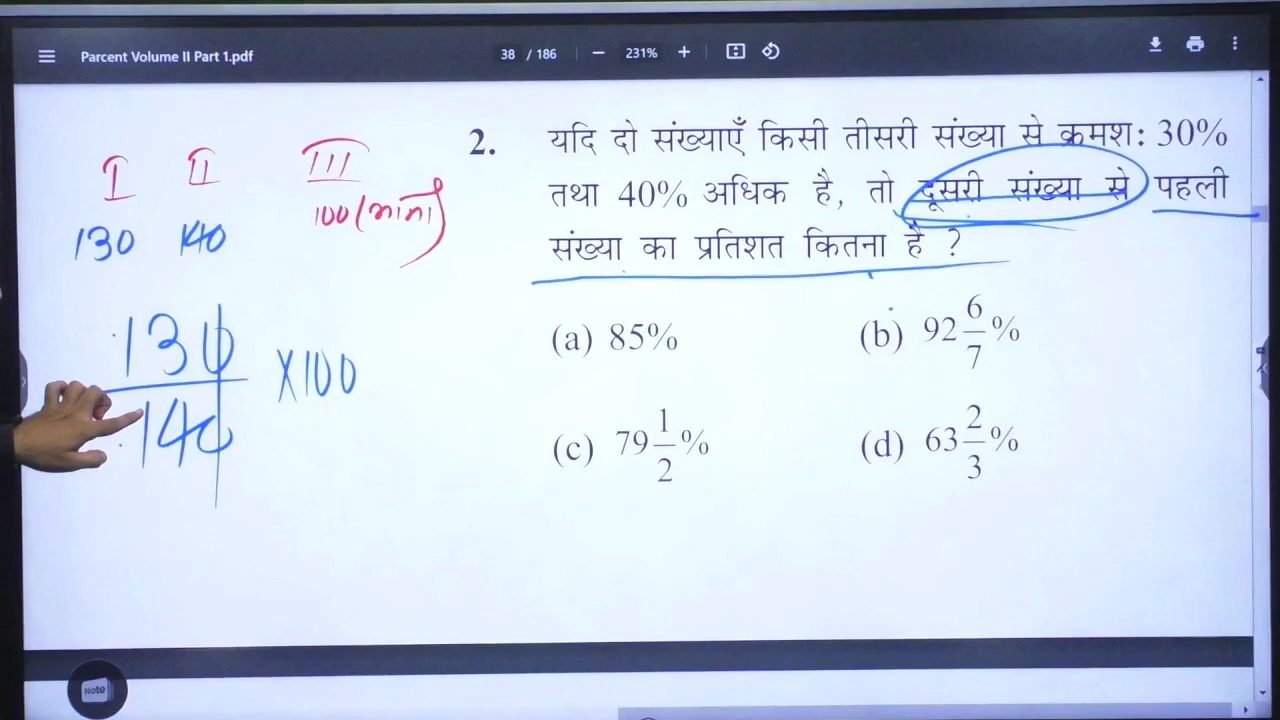 Parcent Volume II Part 1.pdf
38 / 186
231%
2. यदि दो संख्याएँ किसी तीसरी संख्या से क्रमश: 30%
तथा 40% अधिक है, तो दूसरी संख्या से पहली
संख्या का प्रतिशत कितना है ?
(a) 85% (b) 92 6/7 %
(c) 79 1/2 % (d) 63 2/3 %
I II III
100 (माना)
130 140
130
140
X100
Note